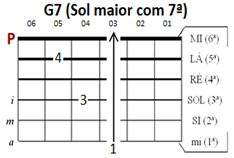 G7 (Sol maior com 7ª)
06 05 04 03 02 01
P MI (6ª)
4 LÁ (5ª)
RÉ (4ª)
i 3 SOL (3ª)
m SI (2ª)
a 1 mi (1ª)